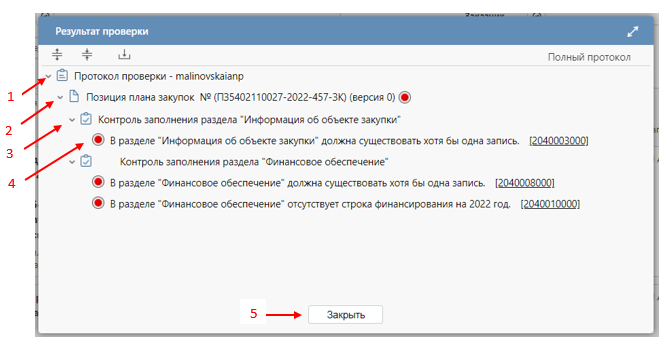 Результат проверки
Полный протокол
1
Протокол проверки - malinovskaianp
2
Позиция плана закупок № (П35402110027-2022-457-ЗК) (версия 0)
3
Контроль заполнения раздела "Информация об объекте закупки"
4
В разделе "Информация об объекте закупки" должна существовать хотя бы одна запись. [2040003000]
Контроль заполнения раздела "Финансовое обеспечение"
В разделе "Финансовое обеспечение" должна существовать хотя бы одна запись. [2040008000]
В разделе "Финансовое обеспечение" отсутствует строка финансирования на 2022 год. [2040010000]
5
Закрыть